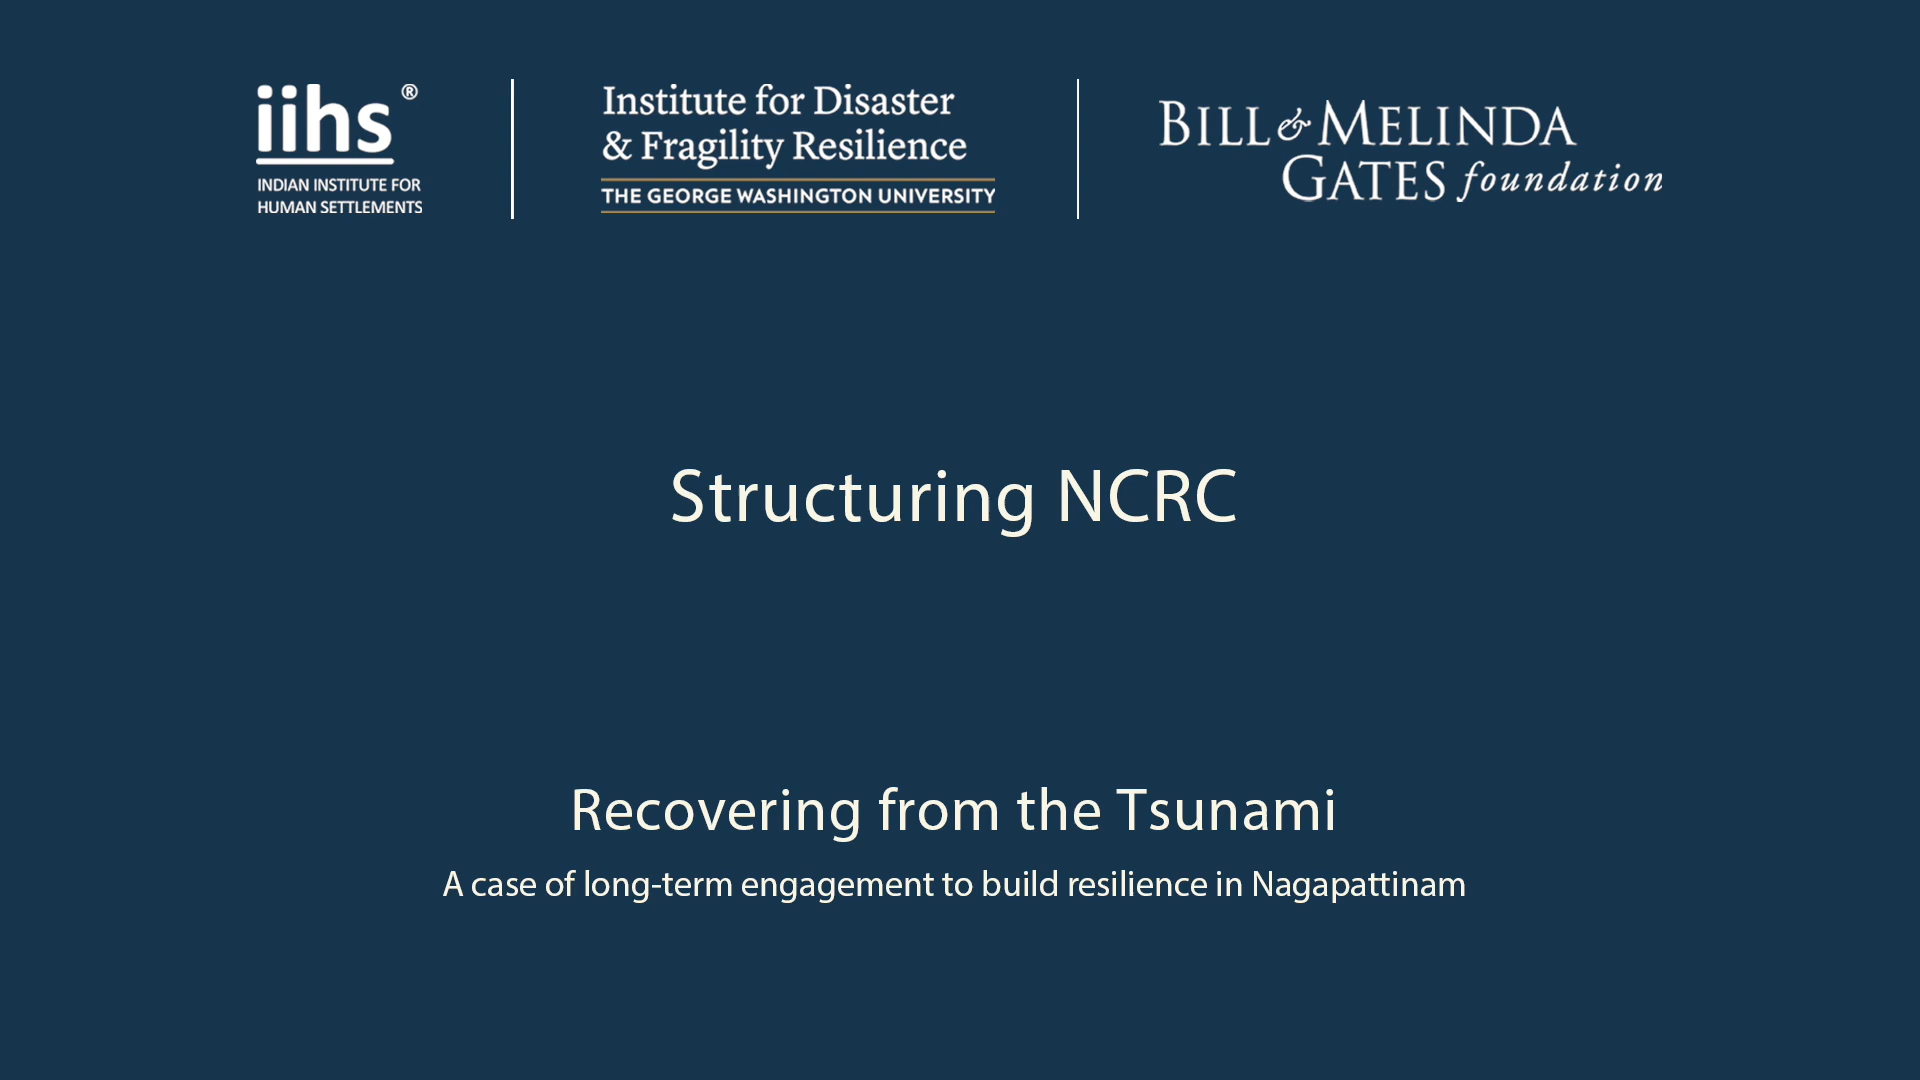 iihs®
INDIAN INSTITUTE FOR
HUMAN SETTLEMENTS
Institute for Disaster
& Fragility Resilience
THE GEORGE WASHINGTON UNIVERSITY
BILL & MELINDA
GATES foundation
Structuring NCRC
Recovering from the Tsunami
A case of long-term engagement to build resilience in Nagapattinam